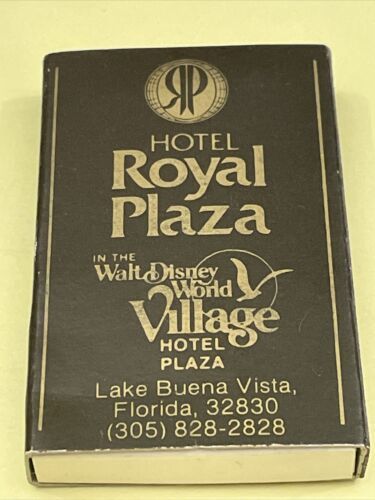 RP
HOTEL
Royal
Plaza
IN THE
Walt Disney
World
Village
HOTEL
PLAZA
Lake Buena Vista,
Florida, 32830
(305) 828-2828